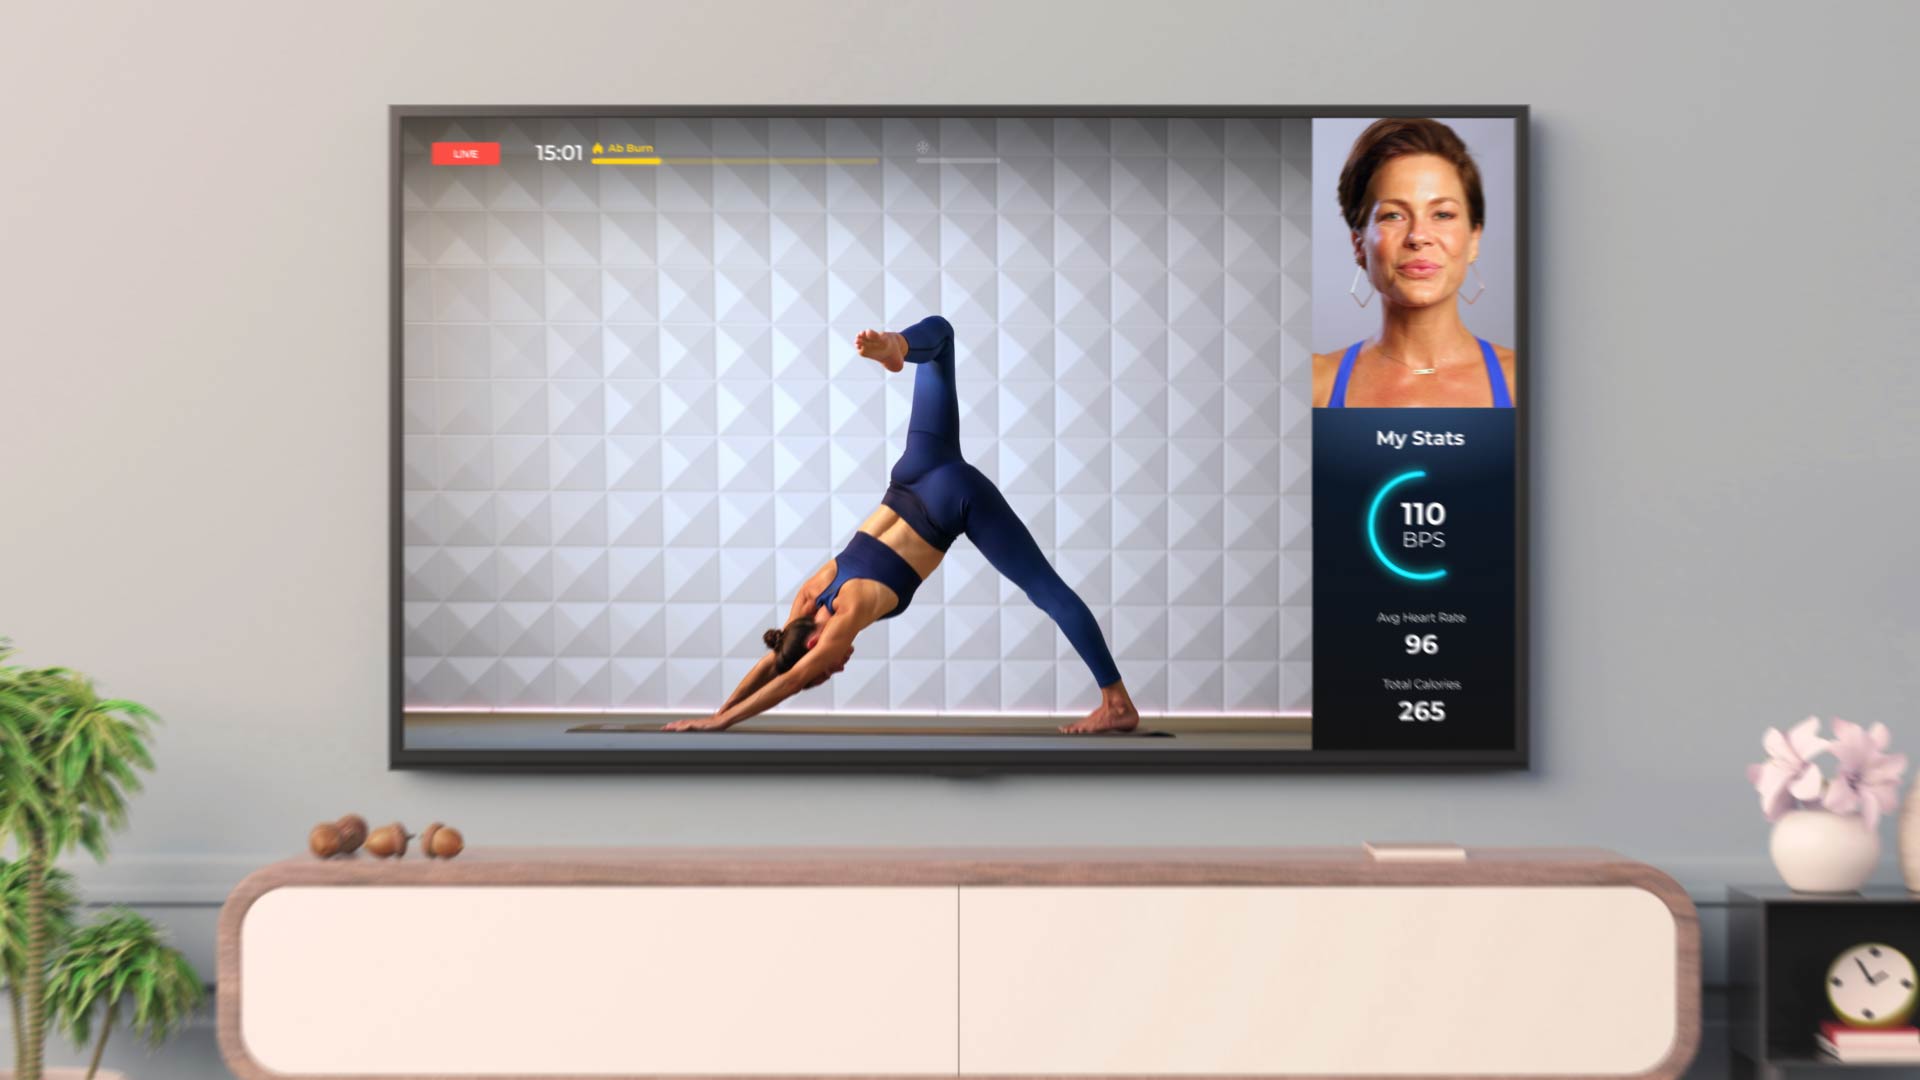 LIVE
15:01
Ab Burn
My Stats
110
BPS
Avg Heart Rate
96
Total Calories
265